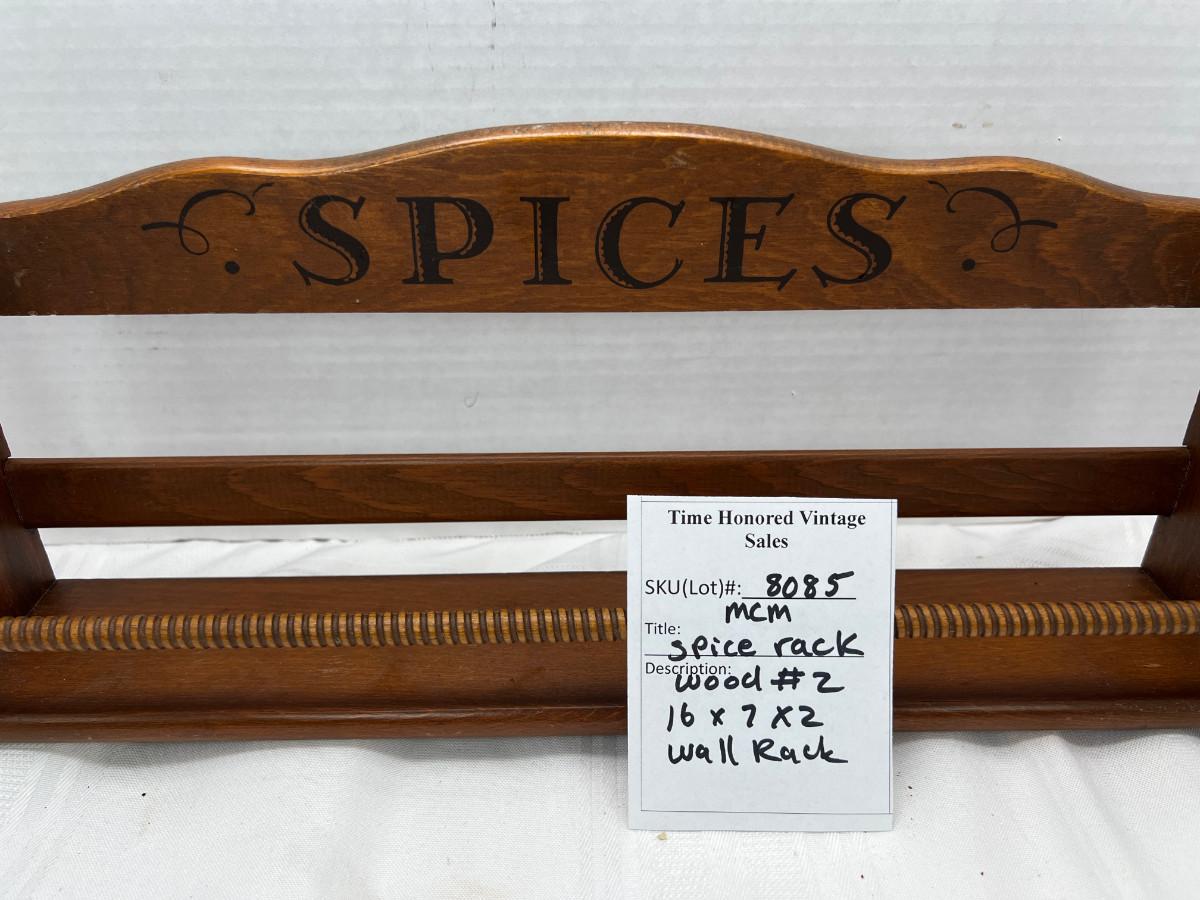 SPICES
Time Honored Vintage
Sales
SKU(Lot)#: 8085
mcm
Title:
spice rack
Description:
wood #2
16 x 7 x 2
wall Rack